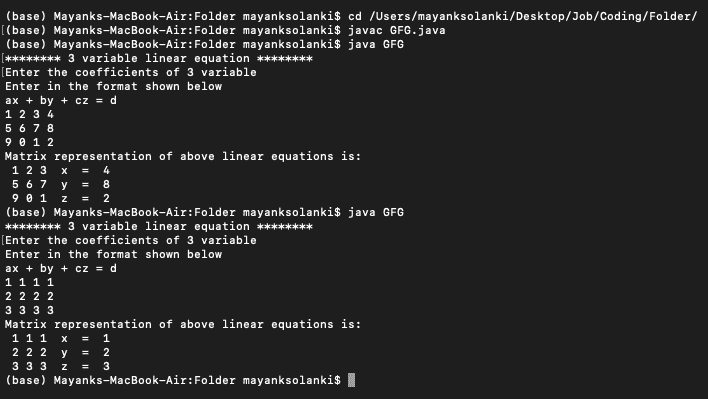 (base) Mayanks-MacBook-Air:Folder mayanksolanki$ cd /Users/mayanksolanki/Desktop/Job/Coding/Folder/
[(base) Mayanks-MacBook-Air:Folder mayanksolanki$ javac GFG.java
(base) Mayanks-MacBook-Air:Folder mayanksolanki$ java GFG
[******** 3 variable linear equation ********
[Enter the coefficients of 3 variable
Enter in the format shown below
ax + by + cz = d
1 2 3 4
5 6 7 8
9 0 1 2
Matrix representation of above linear equations is:
 1 2 3  x  =  4
 5 6 7  y  =  8
 9 0 1  z  =  2
(base) Mayanks-MacBook-Air:Folder mayanksolanki$ java GFG
******** 3 variable linear equation ********
[Enter the coefficients of 3 variable
Enter in the format shown below
ax + by + cz = d
1 1 1 1
2 2 2 2
3 3 3 3
Matrix representation of above linear equations is:
 1 1 1  x  =  1
 2 2 2  y  =  2
 3 3 3  z  =  3
(base) Mayanks-MacBook-Air:Folder mayanksolanki$